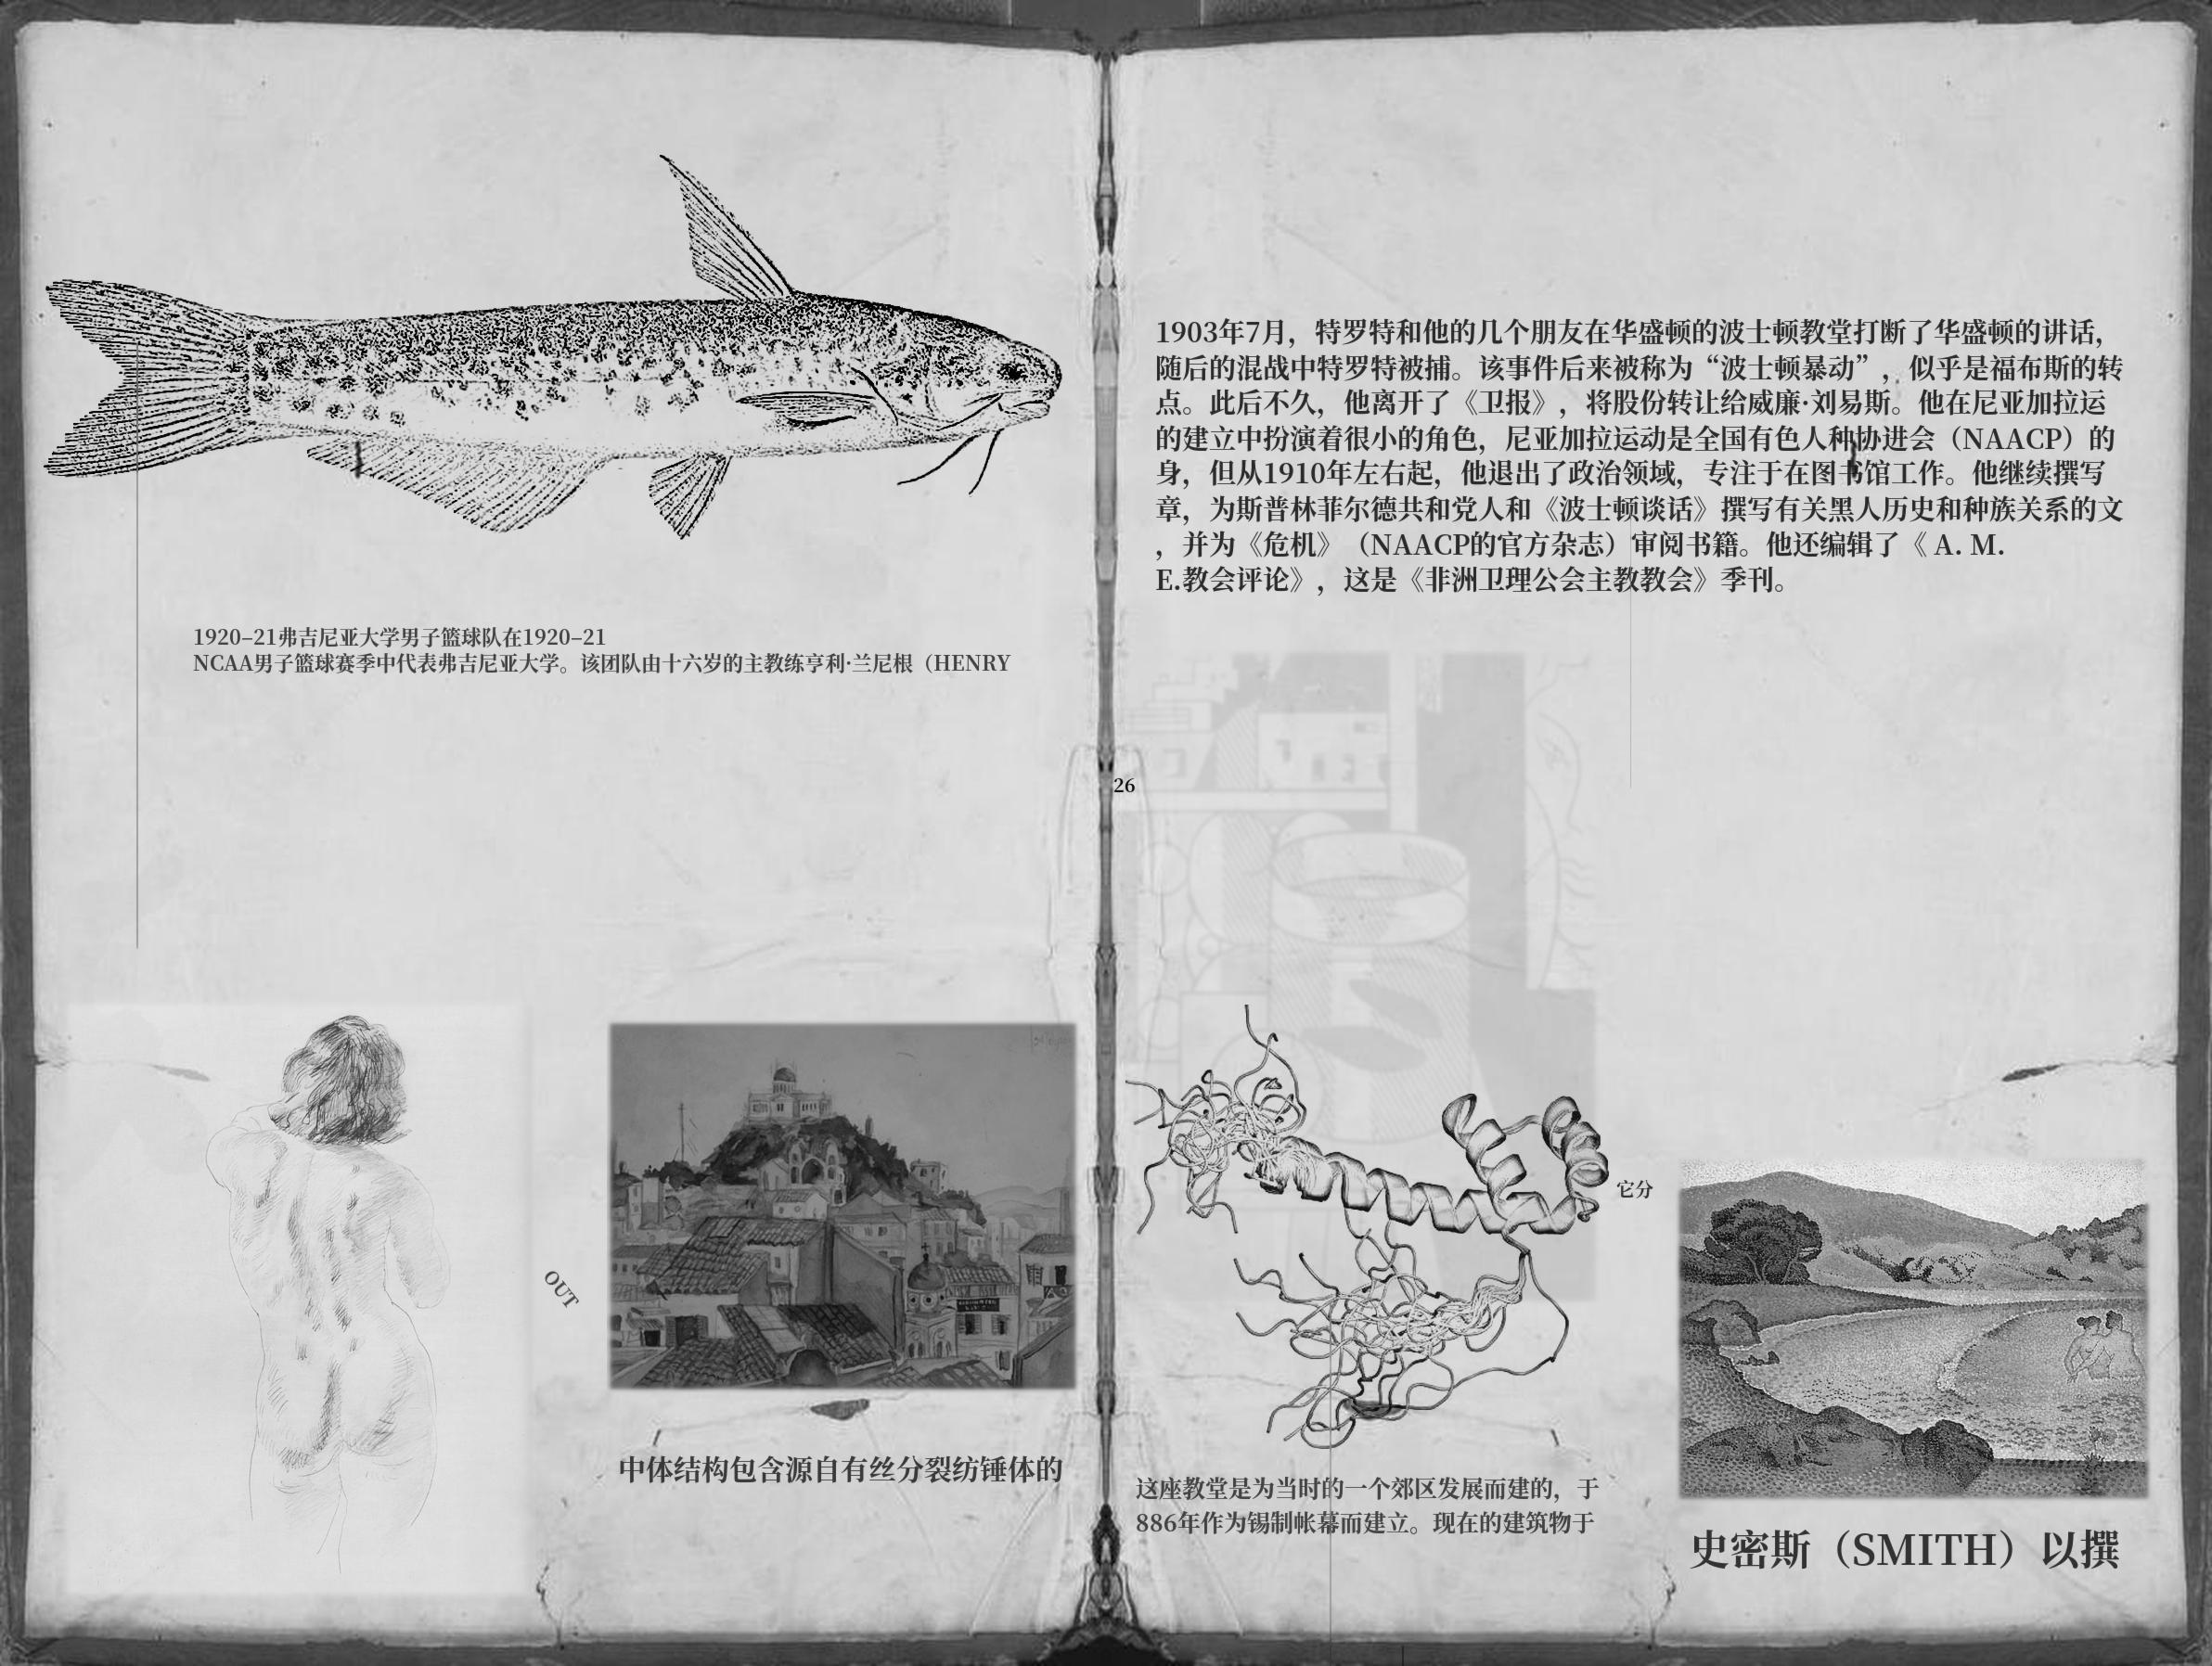 1920–21弗吉尼亚大学男子篮球队在1920–21
NCAA男子篮球赛季中代表弗吉尼亚大学。该团队由十六岁的主教练亨利·兰尼根（HENRY
OUT
中体结构包含源自有丝分裂纺锤体的
1903年7月，特罗特和他的几个朋友在华盛顿的波士顿教堂打断了华盛顿的讲话，
随后的混战中特罗特被捕。该事件后来被称为“波士顿暴动”，似乎是福布斯的转
点。此后不久，他离开了《卫报》，将股份转让给威廉·刘易斯。他在尼亚加拉运
的建立中扮演着很小的角色，尼亚加拉运动是全国有色人种协进会（NAACP）的
身，但从1910年左右起，他退出了政治领域，专注于在图书馆工作。他继续撰写
章，为斯普林菲尔德共和党人和《波士顿谈话》撰写有关黑人历史和种族关系的文
，并为《危机》（NAACP的官方杂志）审阅书籍。他还编辑了《 A. M.
E.教会评论》，这是《非洲卫理公会主教教会》季刊。
26
它分
这座教堂是为当时的一个郊区发展而建的，于
886年作为锡制帐幕而建立。现在的建筑物于
史密斯（SMITH）以撰